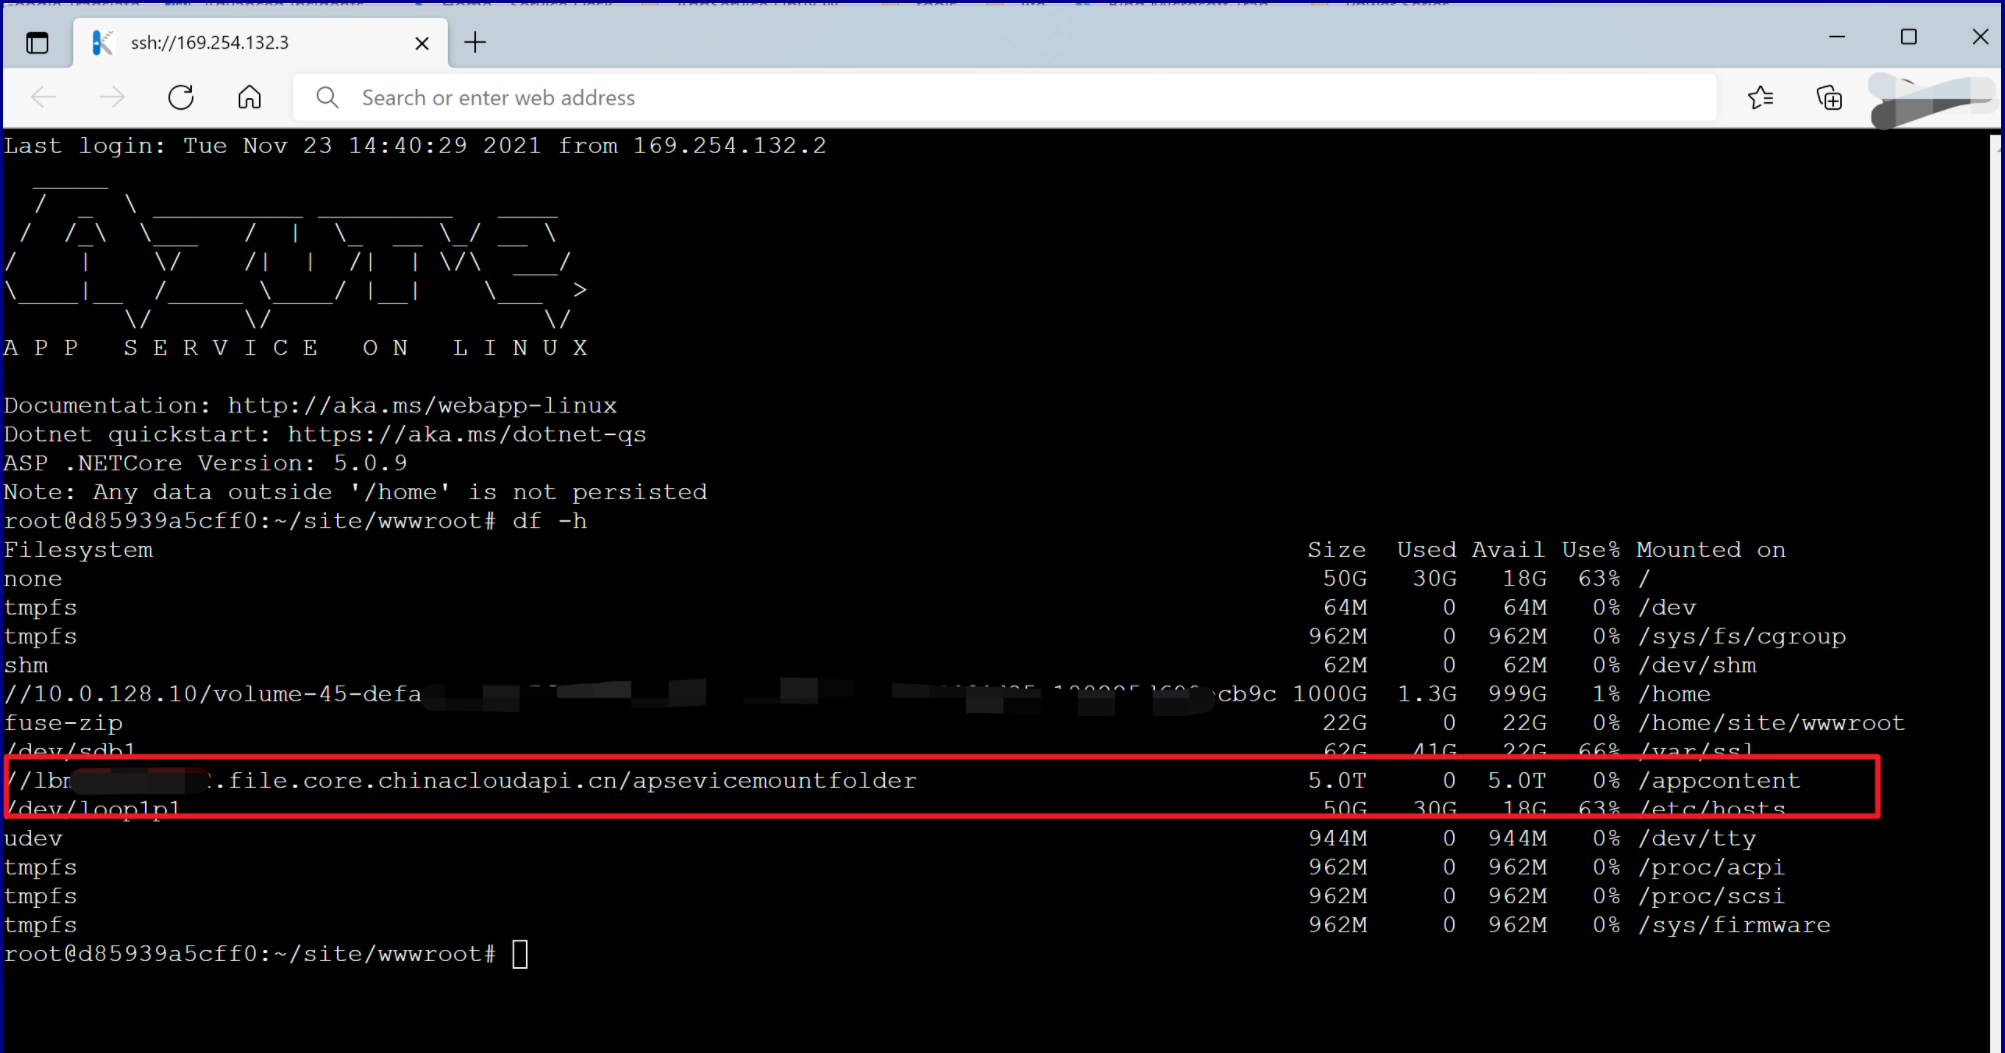 ssh://169.254.132.3
Search or enter web address
Last login: Tue Nov 23 14:40:29 2021 from 169.254.132.2
A P P   S E R V I C E   O N   L I N U X
Documentation: http://aka.ms/webapp-linux
Dotnet quickstart: https://aka.ms/dotnet-qs
ASP .NETCore Version: 5.0.9
Note: Any data outside '/home' is not persisted
root@d85939a5cff0:~/site/wwwroot# df -h
Filesystem Size Used Avail Use% Mounted on
none 50G 30G 18G 63% /
tmpfs 64M 0 64M 0% /dev
tmpfs 962M 0 962M 0% /sys/fs/cgroup
shm 62M 0 62M 0% /dev/shm
//10.0.128.10/volume-45-defa cb9c 1000G 1.3G 999G 1% /home
fuse-zip 22G 0 22G 0% /home/site/wwwroot
/dev/sdb1 62G 41G 22G 66% /var/ssl
//lbm .file.core.chinacloudapi.cn/apsevicemountfolder 5.0T 0 5.0T 0% /appcontent
/dev/loop1p1 50G 30G 18G 63% /etc/hosts
udev 944M 0 944M 0% /dev/tty
tmpfs 962M 0 962M 0% /proc/acpi
tmpfs 962M 0 962M 0% /proc/scsi
tmpfs 962M 0 962M 0% /sys/firmware
root@d85939a5cff0:~/site/wwwroot#